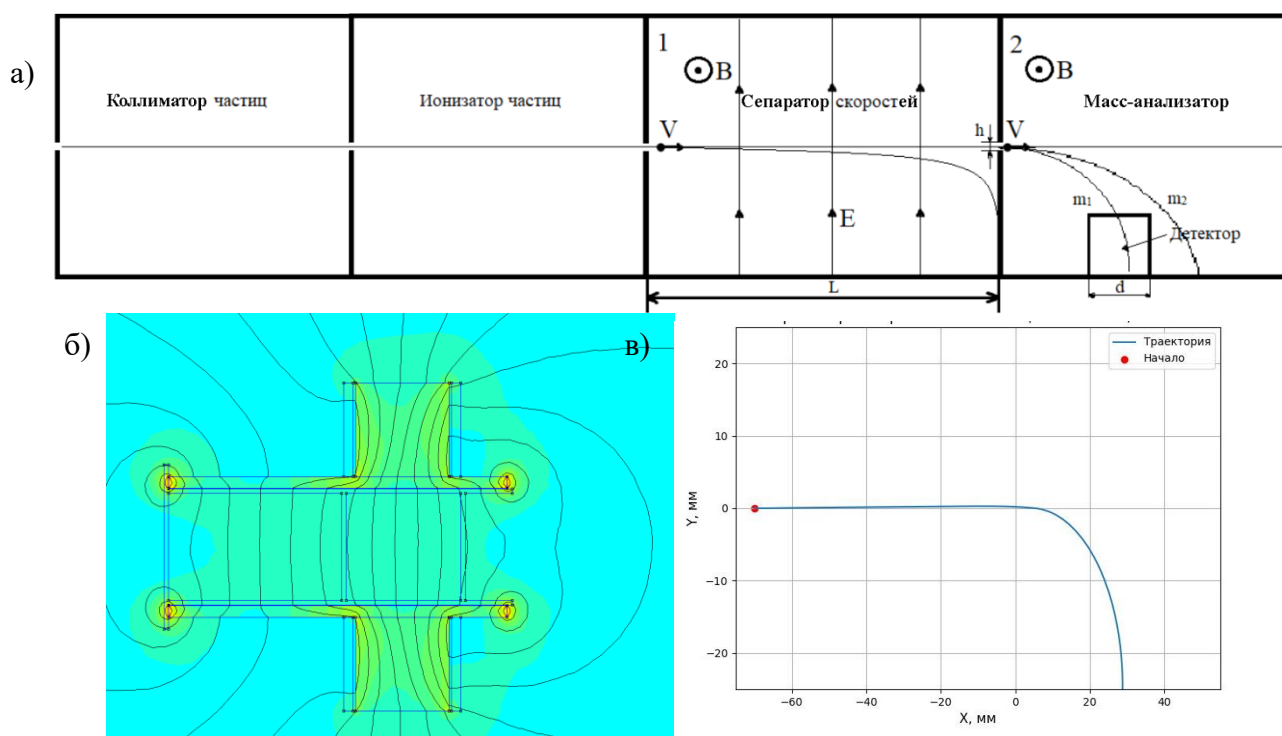 а)
Коллиматор частиц
Ионизатор частиц
1
B
Сепаратор скоростей
V
h
E
L
2
B
Масс-анализатор
V
m₁
m₂
Детектор
d
б)
в)
Траектория
Начало
20
10
0
−10
−20
Y, мм
−60
−40
−20
0
20
40
X, мм